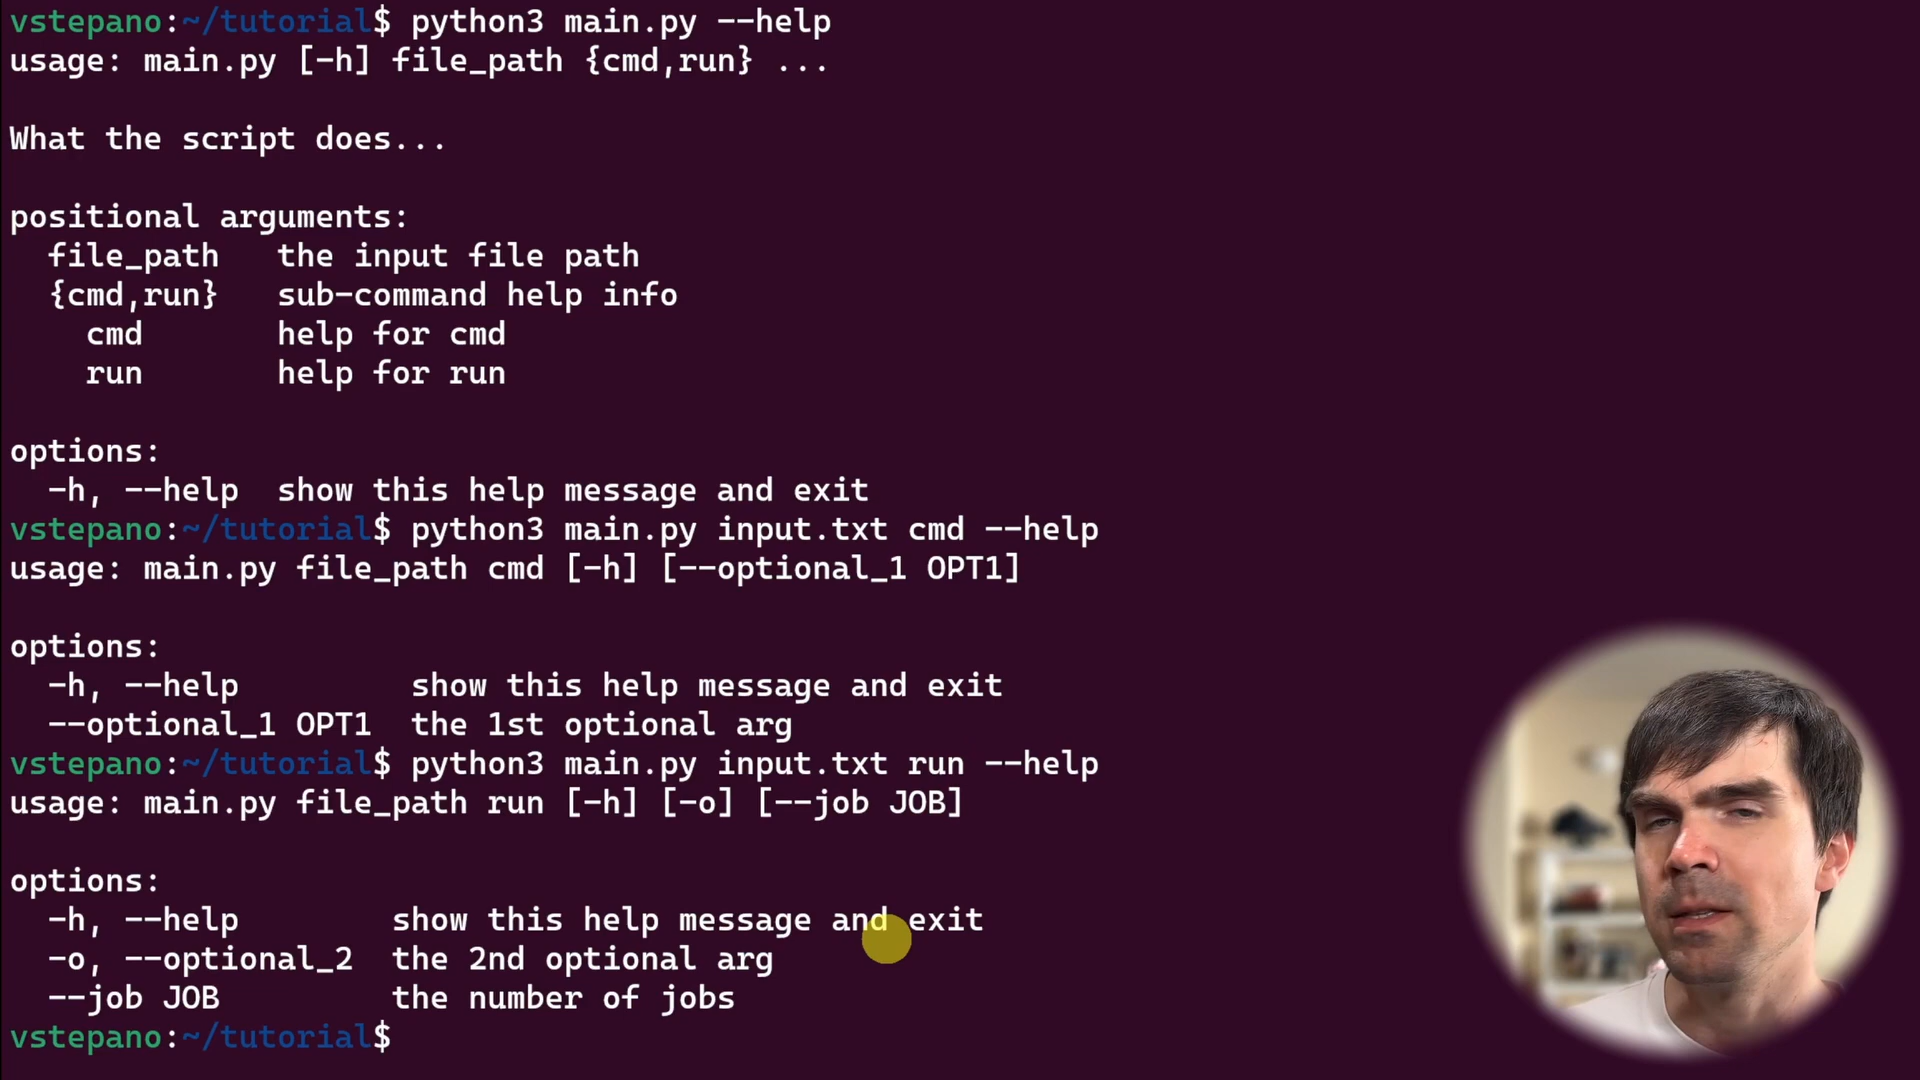 vstepano:~/tutorial$ python3 main.py --help
usage: main.py [-h] file_path {cmd,run} ...
What the script does...
positional arguments:
  file_path   the input file path
  {cmd,run}   sub-command help info
    cmd       help for cmd
    run       help for run
options:
  -h, --help  show this help message and exit
vstepano:~/tutorial$ python3 main.py input.txt cmd --help
usage: main.py file_path cmd [-h] [--optional_1 OPT1]
options:
  -h, --help         show this help message and exit
  --optional_1 OPT1  the 1st optional arg
vstepano:~/tutorial$ python3 main.py input.txt run --help
usage: main.py file_path run [-h] [-o] [--job JOB]
options:
  -h, --help        show this help message and exit
  -o, --optional_2  the 2nd optional arg
  --job JOB         the number of jobs
vstepano:~/tutorial$